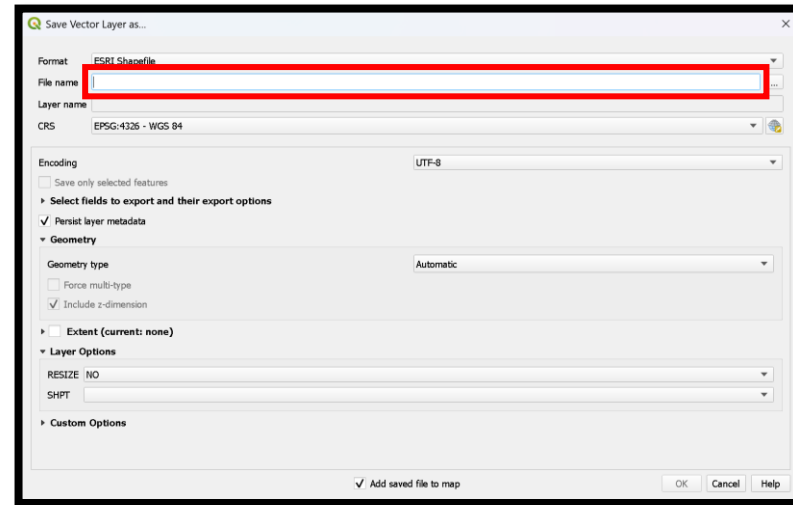 Save Vector Layer as...
Format ESRI Shapefile
File name ...
Layer name
CRS EPSG:4326 - WGS 84
Encoding UTF-8
Save only selected features
Select fields to export and their export options
Persist layer metadata
Geometry
Geometry type Automatic
Force multi-type
Include z-dimension
Extent (current: none)
Layer Options
RESIZE NO
SHPT
Custom Options
Add saved file to map OK Cancel Help